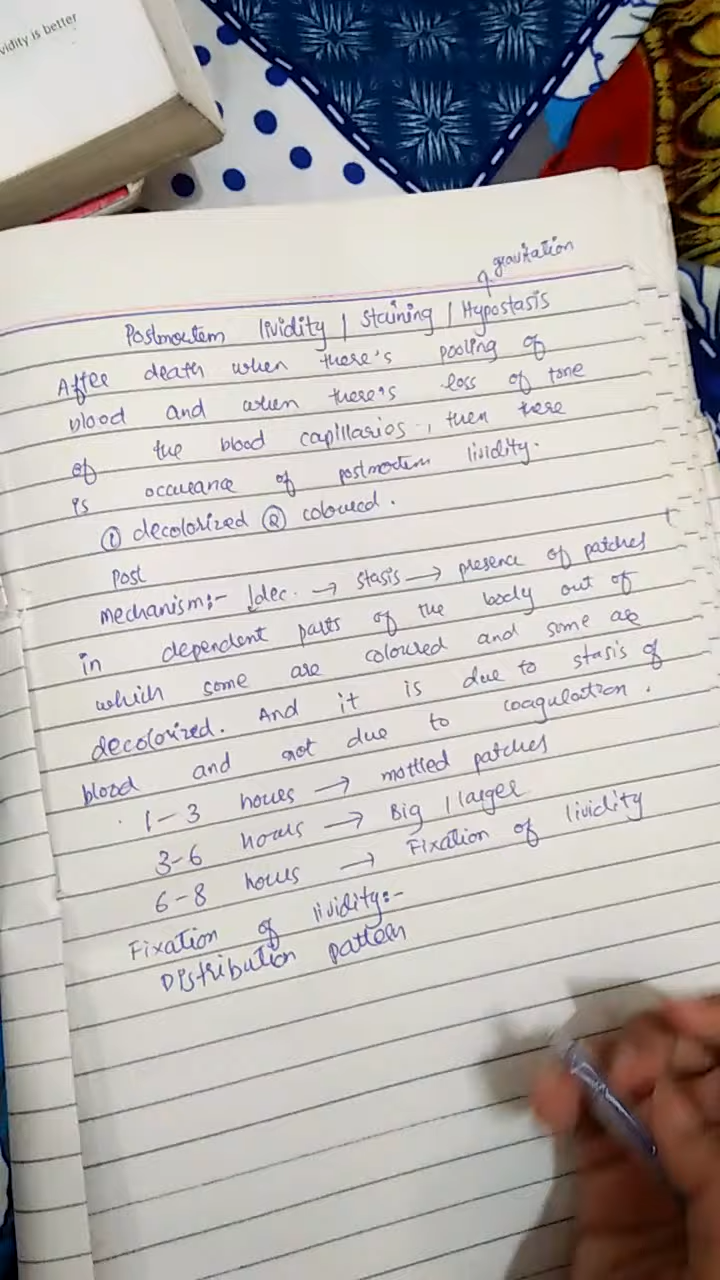 vidity is better
gravitation
Postmortem lividity / Staining / Hypostasis
After death when there's pooling of
blood and when there's loss of tone
of the blood capillarios, then there
is occurance of postmortem lividity.
① decolorized ② coloured.
Post
mechanism:- ↓dec. → stasis → presence of patches
in dependent parts of the body out of
which some are coloured and some are
decolorized. And it is due to stasis of
blood and not due to coagulation.
1-3 hours → mottled patches
3-6 hours → Big / larger
6-8 hours → Fixation of lividity
Fixation of lividity:-
Distribution pattern